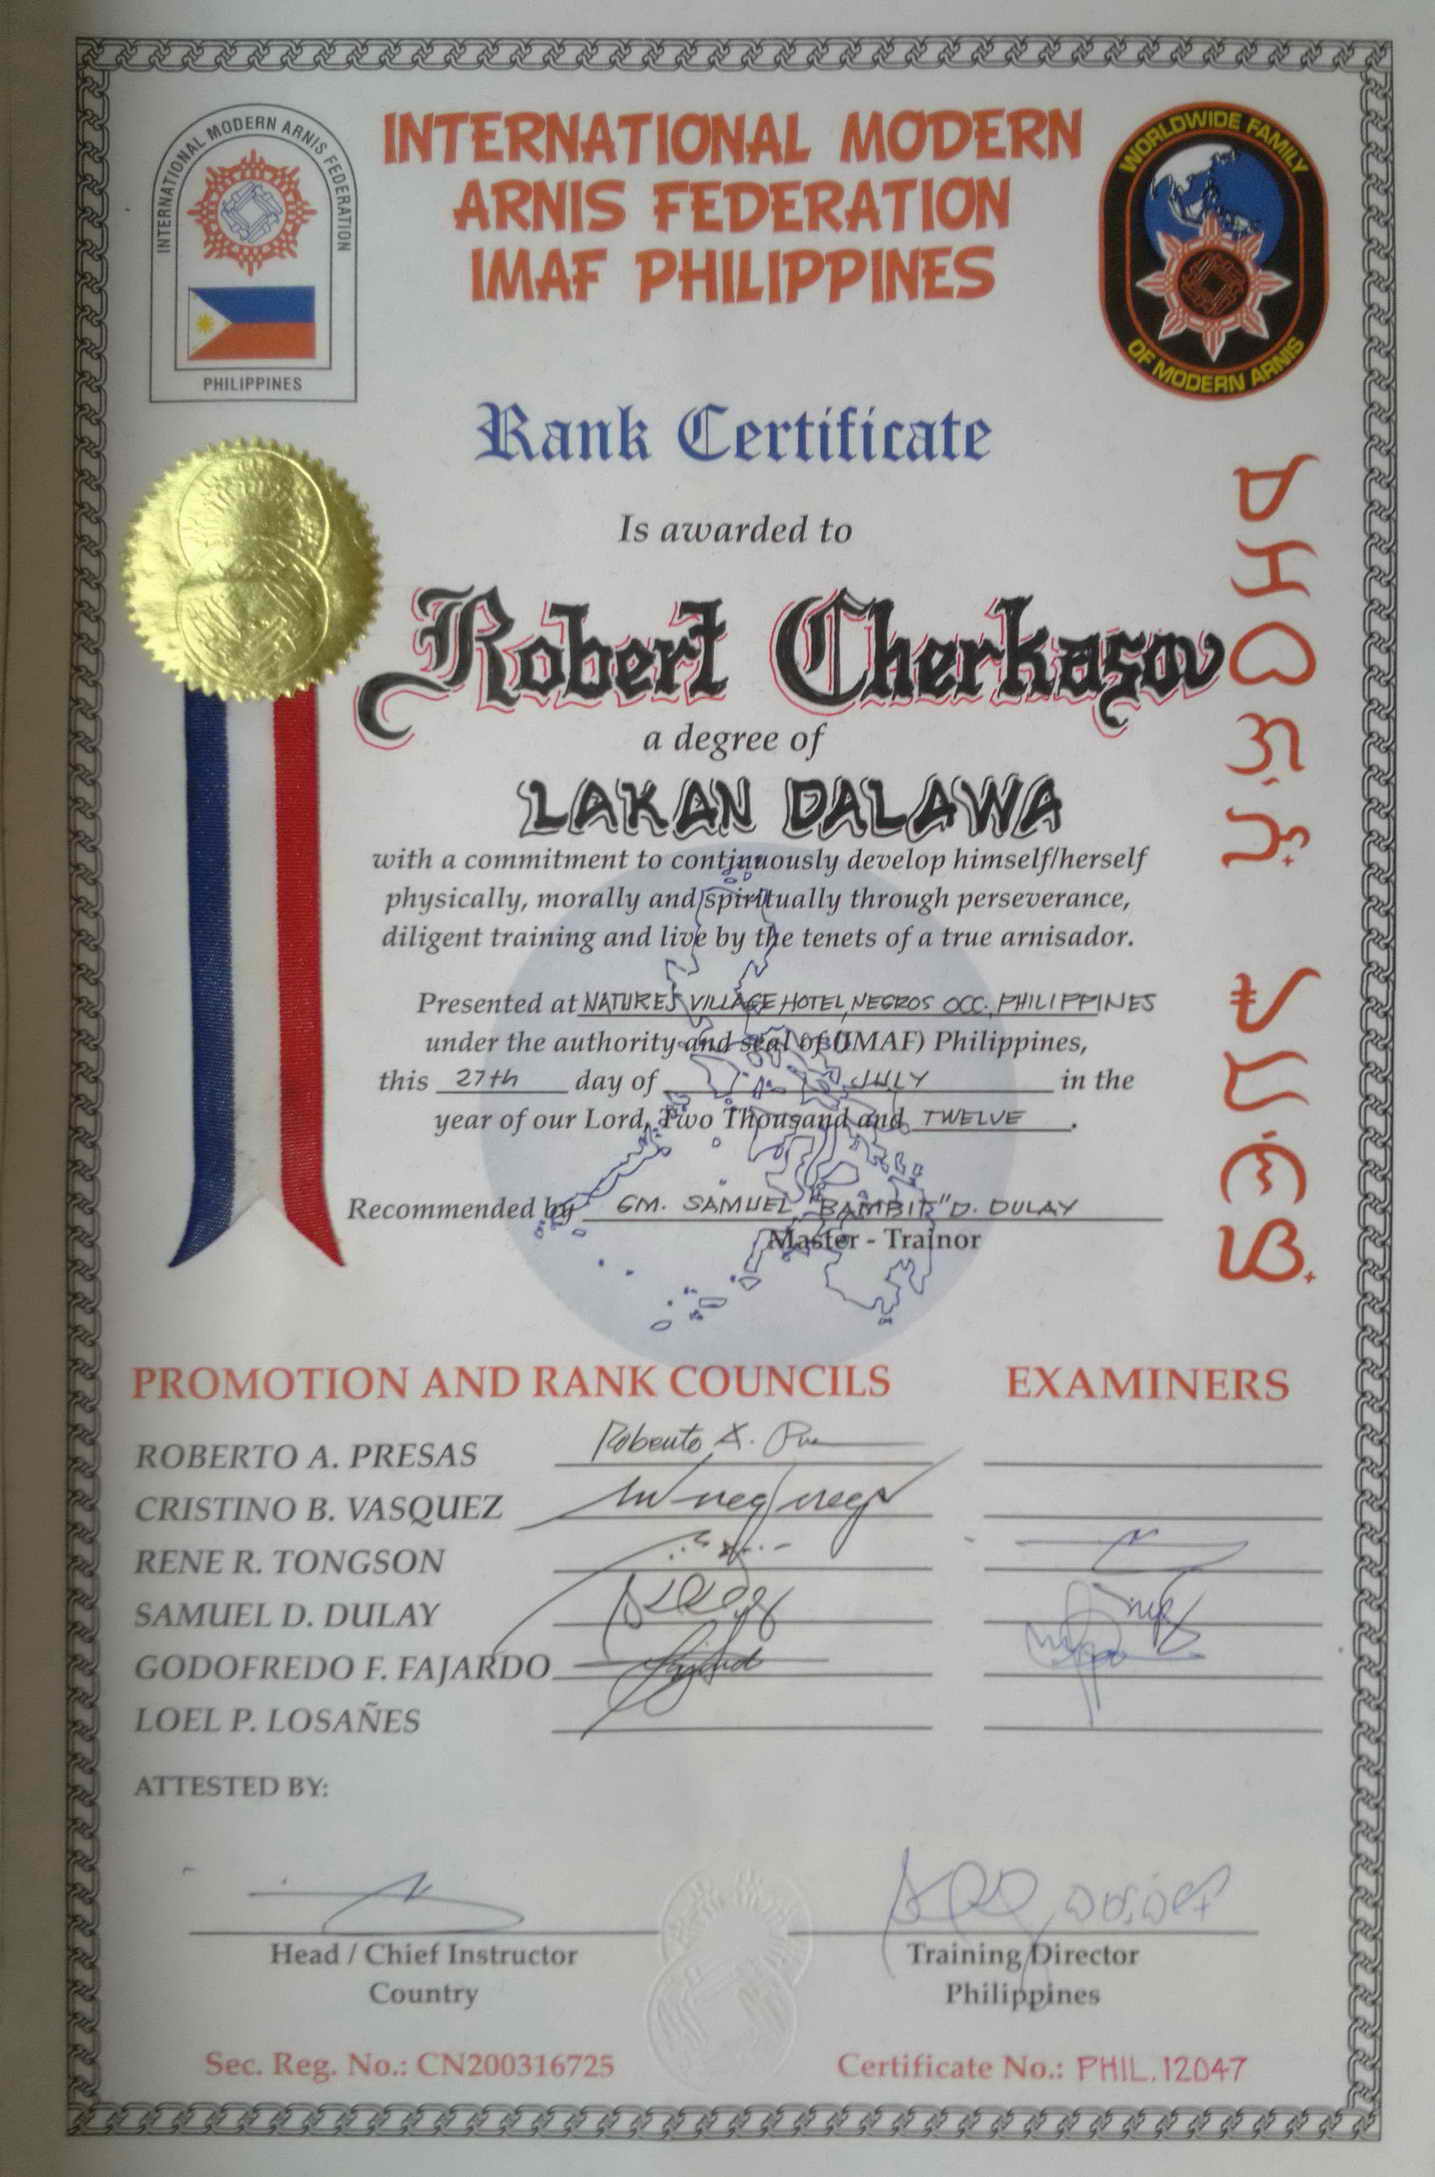 INTERNATIONAL MODERN ARNIS FEDERATION
PHILIPPINES
INTERNATIONAL MODERN
ARNIS FEDERATION
IMAF PHILIPPINES
WORLDWIDE FAMILY
OF MODERN ARNIS
Rank Certificate
Is awarded to
Robert Cherkasov
a degree of
LAKAN DALAWA
with a commitment to continuously develop himself/herself
physically, morally and spiritually through perseverance,
diligent training and live by the tenets of a true arnisador.
Presented at NATURES VILLAGE HOTEL, NEGROS OCC., PHILIPPINES
under the authority and seal of (IMAF) Philippines,
this 27th day of JULY in the
year of our Lord, Two Thousand and TWELVE.
Recommended by GM. SAMUEL "BAMBIT" D. DULAY
Master - Trainor
PROMOTION AND RANK COUNCILS
EXAMINERS
ROBERTO A. PRESAS
CRISTINO B. VASQUEZ
RENE R. TONGSON
SAMUEL D. DULAY
GODOFREDO F. FAJARDO
LOEL P. LOSAÑES
ATTESTED BY:
Head / Chief Instructor
Country
Training Director
Philippines
Sec. Reg. No.: CN200316725
Certificate No.: PHIL.12047